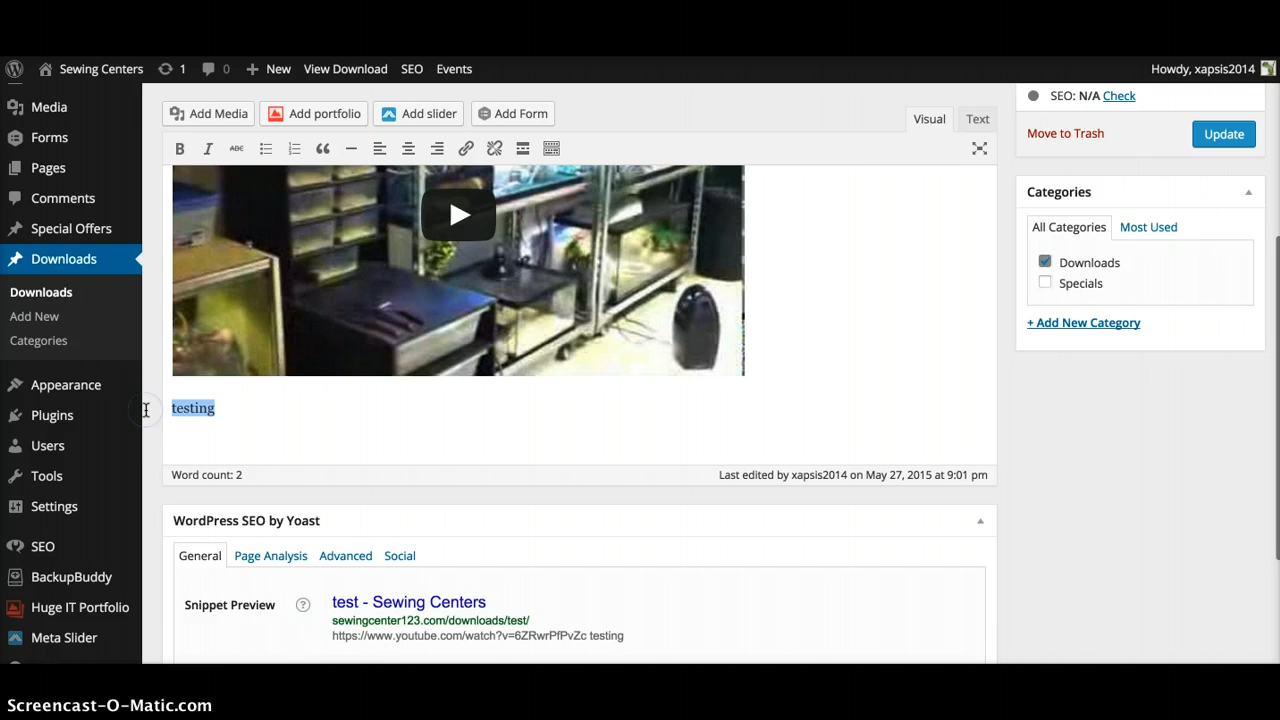 Sewing Centers 1 0 New View Download SEO Events Howdy, xapsis2014
Media
Forms
Pages
Comments
Special Offers
Downloads
Downloads
Add New
Categories
Appearance
Plugins
Users
Tools
Settings
SEO
BackupBuddy
Huge IT Portfolio
Meta Slider
Add Media Add portfolio Add slider Add Form
Visual Text
B I ABC
testing
Word count: 2 Last edited by xapsis2014 on May 27, 2015 at 9:01 pm
WordPress SEO by Yoast
General Page Analysis Advanced Social
Snippet Preview ? test - Sewing Centers
sewingcenter123.com/downloads/test/
https://www.youtube.com/watch?v=6ZRwrPfPvZc testing
SEO: N/A Check
Move to Trash Update
Categories
All Categories Most Used
Downloads
Specials
+ Add New Category
Screencast-O-Matic.com